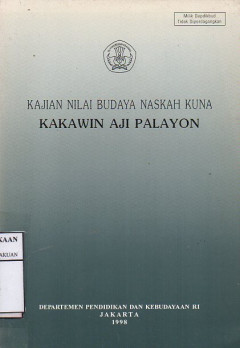 Milik Depdikbud
Tidak Diperdagangkan
KAJIAN NILAI BUDAYA NASKAH KUNA
KAKAWIN AJI PALAYON
KAAN
AKUAN
DEPARTEMEN PENDIDIKAN DAN KEBUDAYAAN RI
JAKARTA
1998